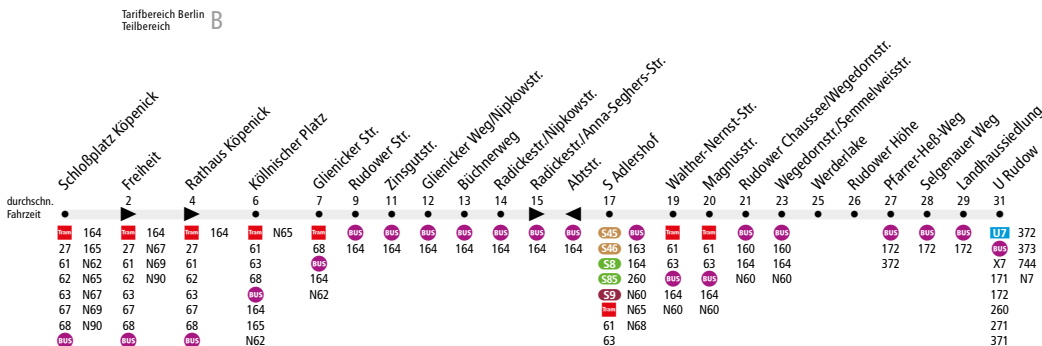 Tarifbereich Berlin
Teilbereich B
Schloßplatz Köpenick
Freiheit
Rathaus Köpenick
Köllnischer Platz
Glienicker Str.
Rudower Str.
Zinsgutstr.
Glienicker Weg/Nipkowstr.
Büchnerweg
Radickestr./Nipkowstr.
Radickestr./Anna-Seghers-Str.
Abtstr.
S Adlershof
Walther-Nernst-Str.
Magnusstr.
Rudower Chaussee/Wegedornstr.
Wegedornstr./Semmelweisstr.
Werderlake
Rudower Höhe
Pfarrer-Heß-Weg
Selgenauer Weg
Landhaussiedlung
U Rudow
durchschn. 2 4 6 7 9 11 12 13 14 15 17 19 20 21 23 25 26 27 28 29 31
Fahrzeit
Tram 164 Tram 164 Tram 164 Tram N65 Tram BUS BUS BUS BUS BUS BUS BUS S45 BUS Tram Tram BUS BUS BUS BUS BUS U7 372
27 165 27 N67 27 61 68 164 164 164 164 164 164 164 S46 163 61 61 160 160 172 172 172 BUS 373
61 N62 61 N69 61 63 BUS S8 164 63 63 164 164 372 X7 744
62 N65 62 N90 62 68 164 S85 260 BUS BUS N60 N60 171 N7
63 N67 63 63 BUS N62 S9 N60 164 164 172
67 N69 67 67 164 Tram N65 N60 N60 260
68 N90 68 68 165 61 N68 271
BUS BUS BUS N62 63 371